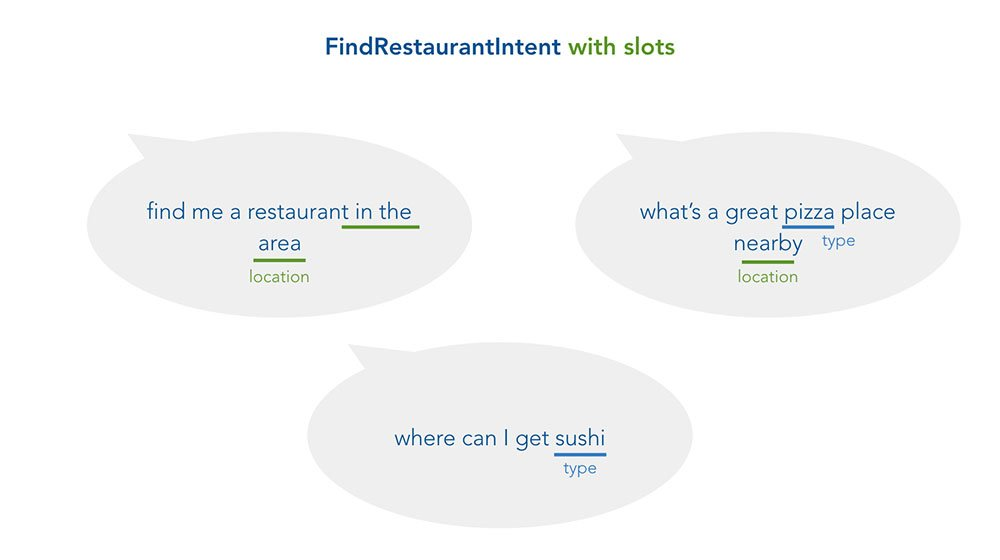 FindRestaurantIntent with slots
find me a restaurant in the
area
location
what's a great pizza place
nearby type
location
where can I get sushi
type